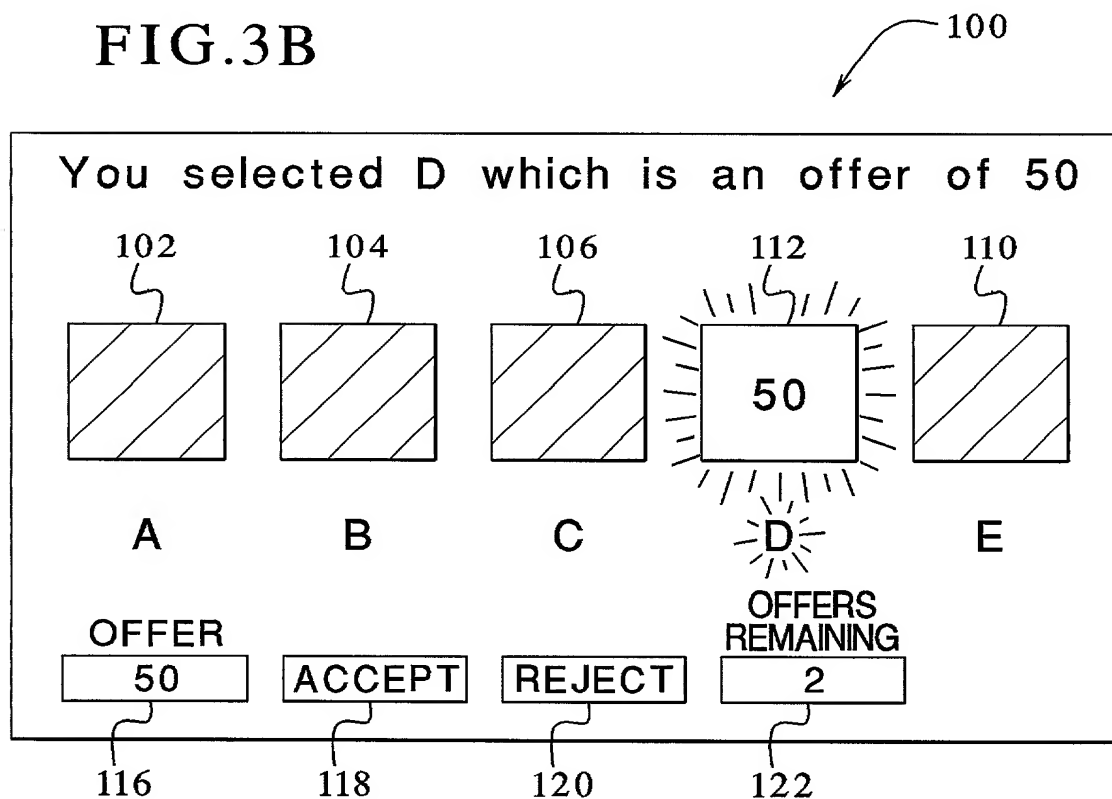 FIG.3B
100
You selected D which is an offer of 50
102 104 106 112 110
50
A B C D E
OFFER OFFERS REMAINING
50 ACCEPT REJECT 2
116 118 120 122